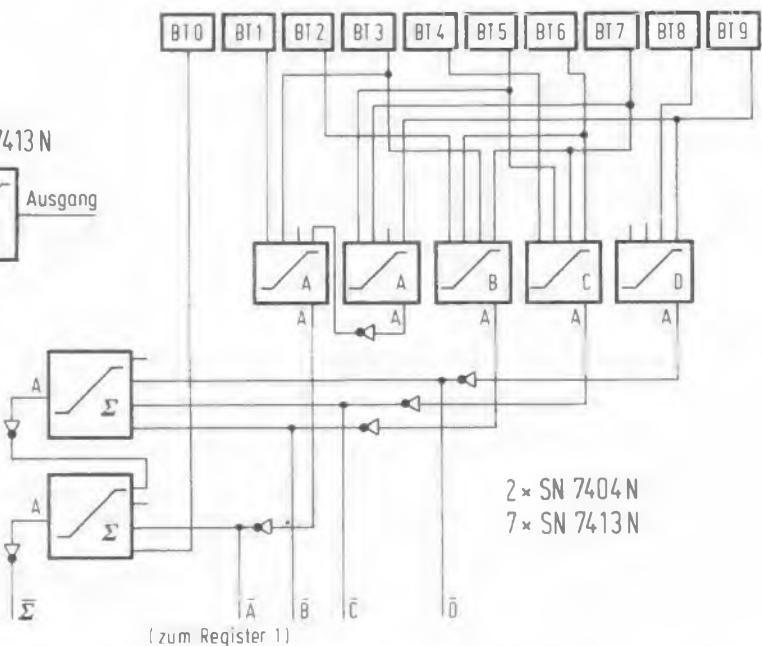 BT0 BT1 BT2 BT3 BT4 BT5 BT6 BT7 BT8 BT9
7413 N
Ausgang
A A B C D
A A A A A
A Σ
A Σ
2 × SN 7404 N
7 × SN 7413 N
Σ̅ A̅ B̅ C̅ D̅
(zum Register 1)